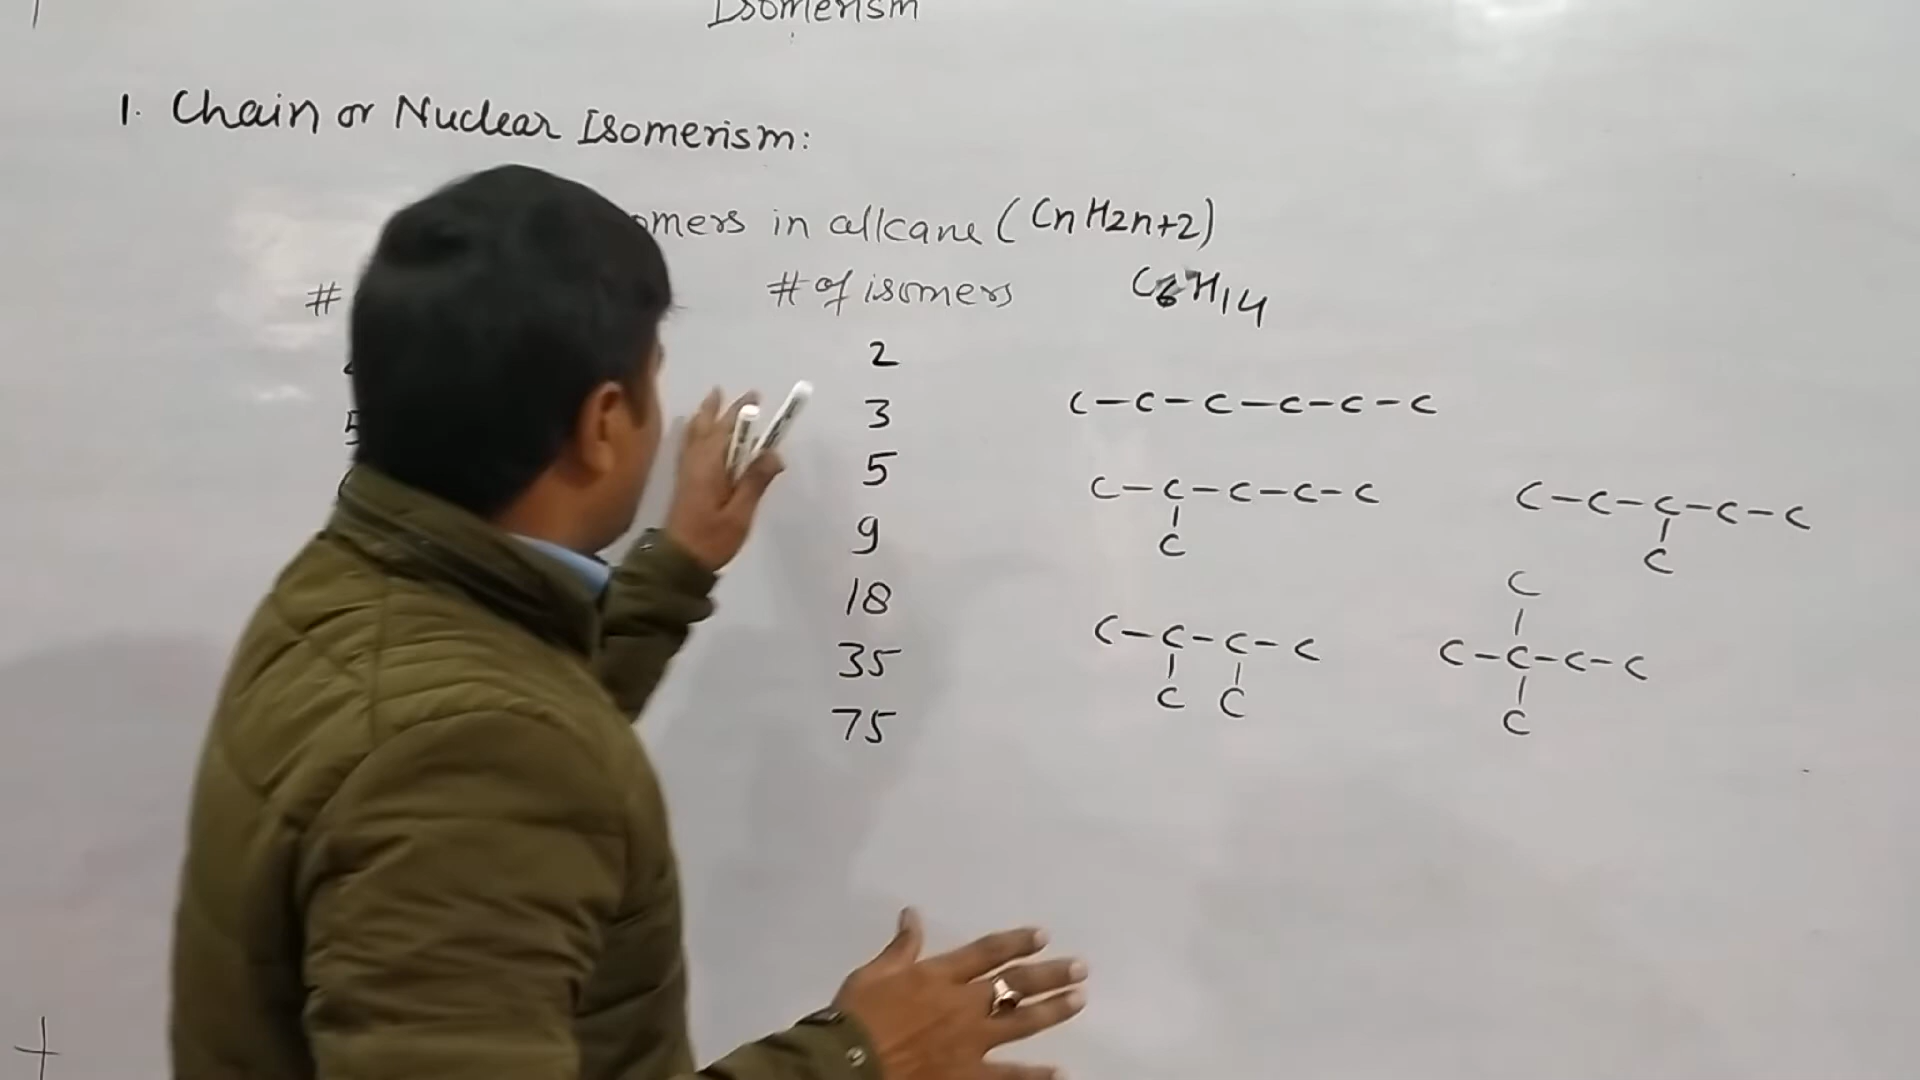 Isomerism
1. Chain or Nuclear Isomerism:
omers in alkane (CnH2n+2)
# # of isomers C6H14
2
5 3
5
9
18
35
75
C-C-C-C-C-C
C-C-C-C-C
|
C
C-C-C-C-C
|
C
C-C-C-C
| |
C C
C
|
C-C-C-C
|
C